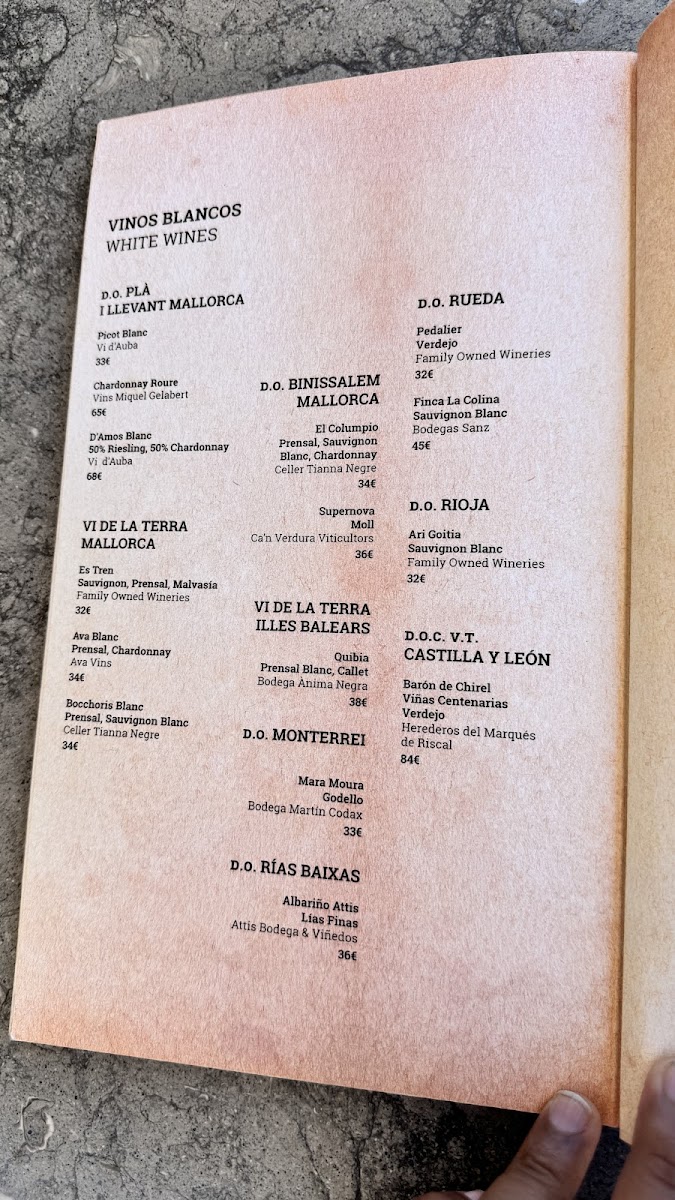 VINOS BLANCOS
WHITE WINES
D.O. PLÀ
I LLEVANT MALLORCA
Picot Blanc
Vi d'Auba
33€
Chardonnay Roure
Vins Miquel Gelabert
65€
D'Amos Blanc
50% Riesling, 50% Chardonnay
Vi d'Auba
68€
VI DE LA TERRA
MALLORCA
Es Tren
Sauvignon, Prensal, Malvasía
Family Owned Wineries
32€
Ava Blanc
Prensal, Chardonnay
Ava Vins
34€
Bocchoris Blanc
Prensal, Sauvignon Blanc
Celler Tianna Negre
34€
D.O. BINISSALEM
MALLORCA
El Columpio
Prensal, Sauvignon
Blanc, Chardonnay
Celler Tianna Negre
34€
Supernova
Moll
Ca'n Verdura Viticultors
36€
VI DE LA TERRA
ILLES BALEARS
Quibia
Prensal Blanc, Callet
Bodega Ànima Negra
38€
D.O. MONTERREI
Mara Moura
Godello
Bodega Martín Codax
33€
D.O. RÍAS BAIXAS
Albariño Attis
Lías Finas
Attis Bodega & Viñedos
36€
D.O. RUEDA
Pedalier
Verdejo
Family Owned Wineries
32€
Finca La Colina
Sauvignon Blanc
Bodegas Sanz
45€
D.O. RIOJA
Ari Goitia
Sauvignon Blanc
Family Owned Wineries
32€
D.O.C. V.T.
CASTILLA Y LEÓN
Barón de Chirel
Viñas Centenarias
Verdejo
Herederos del Marqués
de Riscal
84€